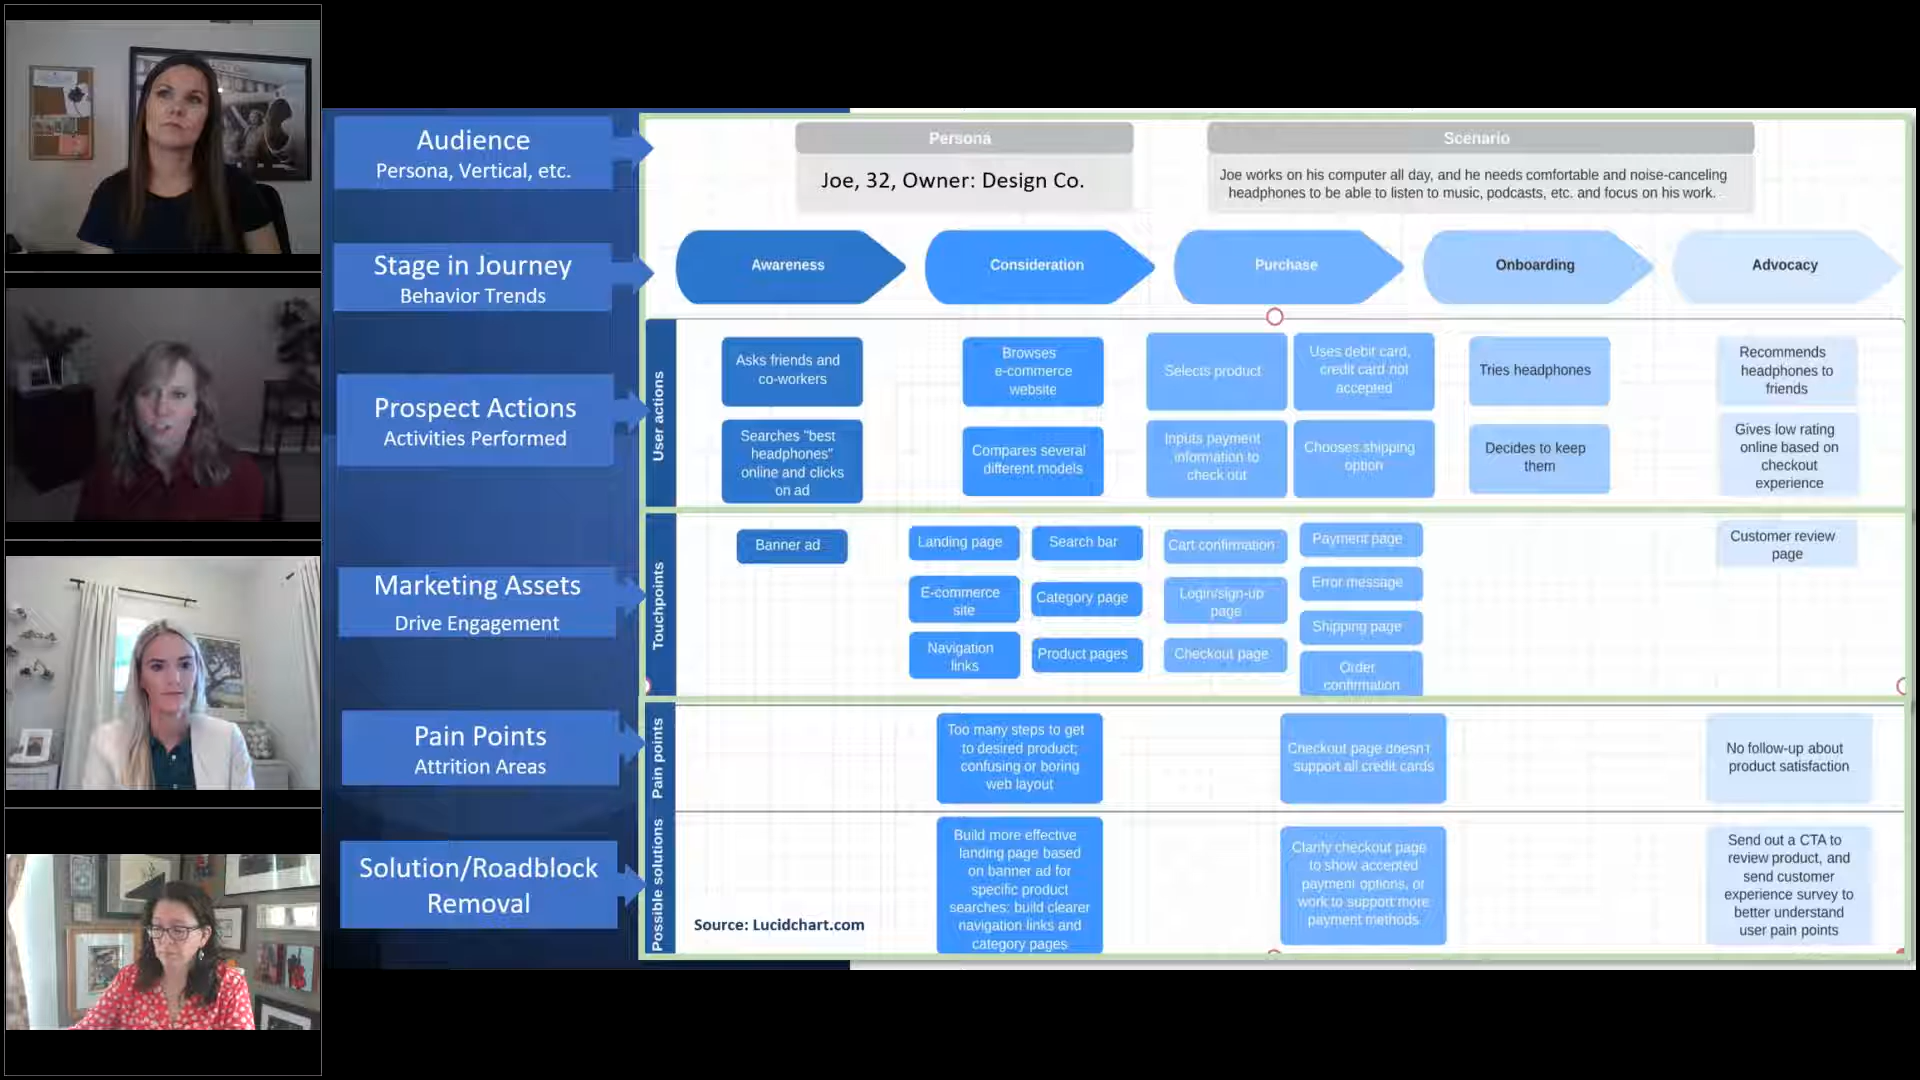 Audience
Persona, Vertical, etc.
Persona
Joe, 32, Owner: Design Co.
Scenario
Joe works on his computer all day, and he needs comfortable and noise-canceling
headphones to be able to listen to music, podcasts, etc. and focus on his work.
Stage in Journey
Behavior Trends
Awareness
Consideration
Purchase
Onboarding
Advocacy
Prospect Actions
Activities Performed
User actions
Asks friends and
co-workers
Searches "best
headphones"
online and clicks
on ad
Browses
e-commerce
website
Compares several
different models
Selects product
Inputs payment
information to
check out
Uses debit card,
credit card not
accepted
Chooses shipping
option
Tries headphones
Decides to keep
them
Recommends
headphones to
friends
Gives low rating
online based on
checkout
experience
Marketing Assets
Drive Engagement
Touchpoints
Banner ad
Landing page
E-commerce
site
Navigation
links
Search bar
Category page
Product pages
Cart confirmation
Login/sign-up
page
Checkout page
Payment page
Error message
Shipping page
Order
confirmation
Customer review
page
Pain Points
Attrition Areas
Pain points
Too many steps to get
to desired product;
confusing or boring
web layout
Checkout page doesn't
support all credit cards
No follow-up about
product satisfaction
Solution/Roadblock
Removal
Possible solutions
Source: Lucidchart.com
Build more effective
landing page based
on banner ad for
specific product
searches: build clearer
navigation links and
category pages
Clarify checkout page
to show accepted
payment options, or
work to support more
payment methods
Send out a CTA to
review product, and
send customer
experience survey to
better understand
user pain points